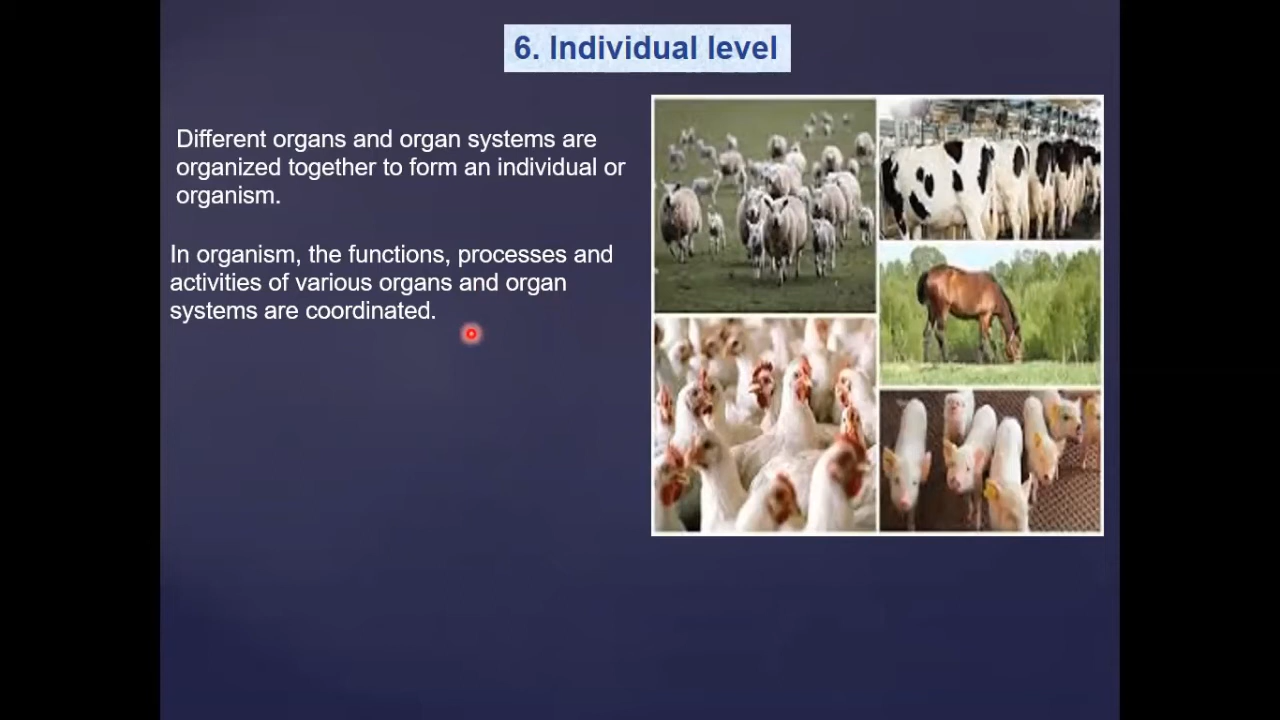 6. Individual level
Different organs and organ systems are
organized together to form an individual or
organism.
In organism, the functions, processes and
activities of various organs and organ
systems are coordinated.